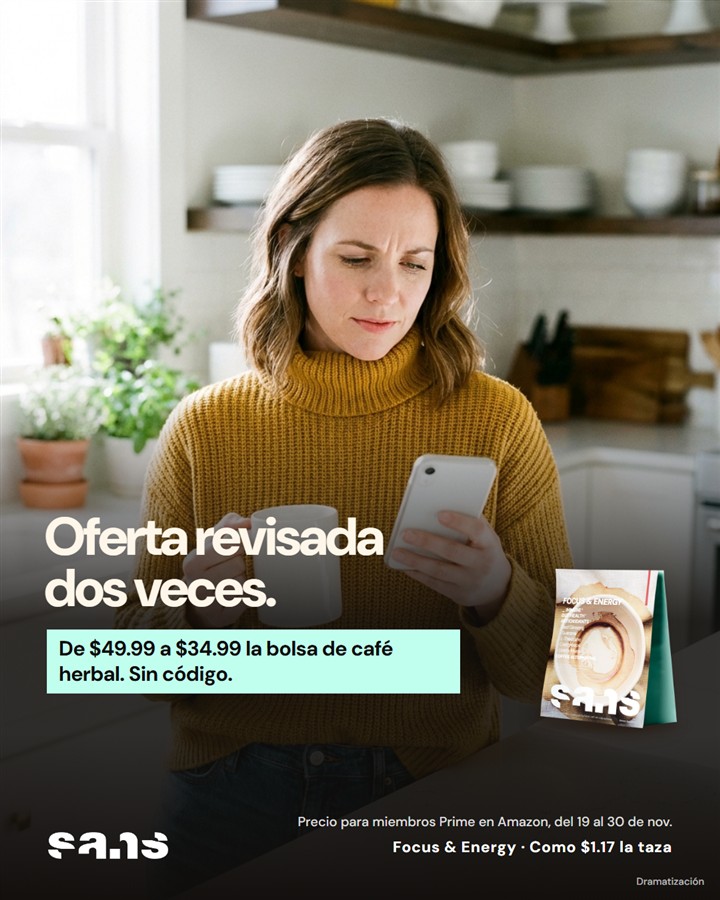 Oferta revisada
dos veces.
De $49.99 a $34.99 la bolsa de café
herbal. Sin código.
FOCUS & ENERGY
sans
Precio para miembros Prime en Amazon, del 19 al 30 de nov.
sans
Focus & Energy · Como $1.17 la taza
Dramatización